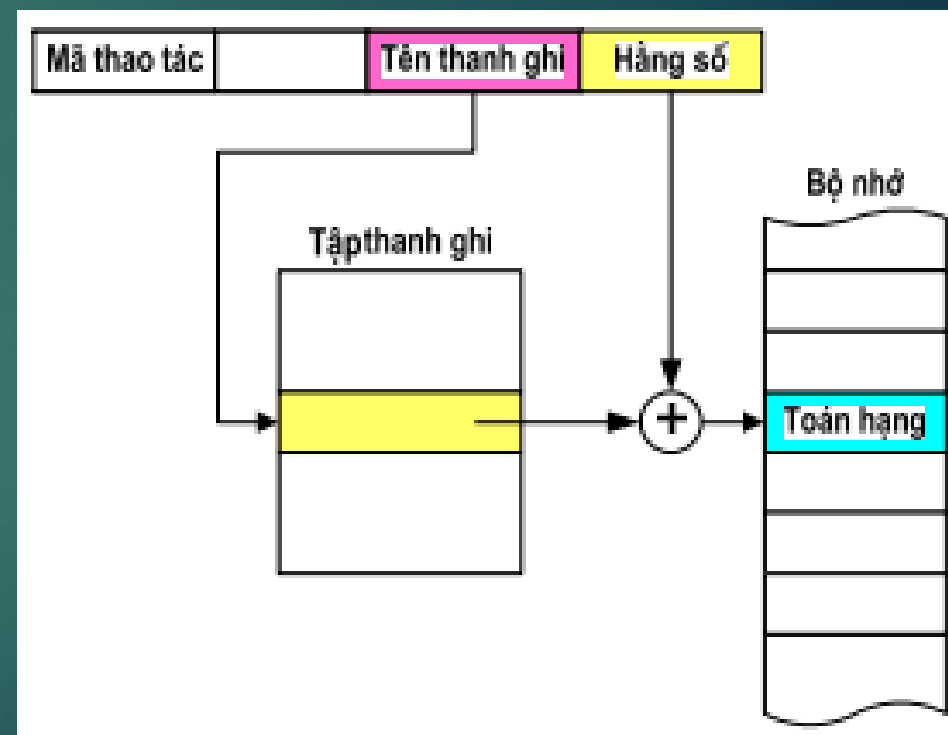 Mã thao tác
Tên thanh ghi
Hằng số
Bộ nhớ
Tậpthanh ghi
+
Toán hạng